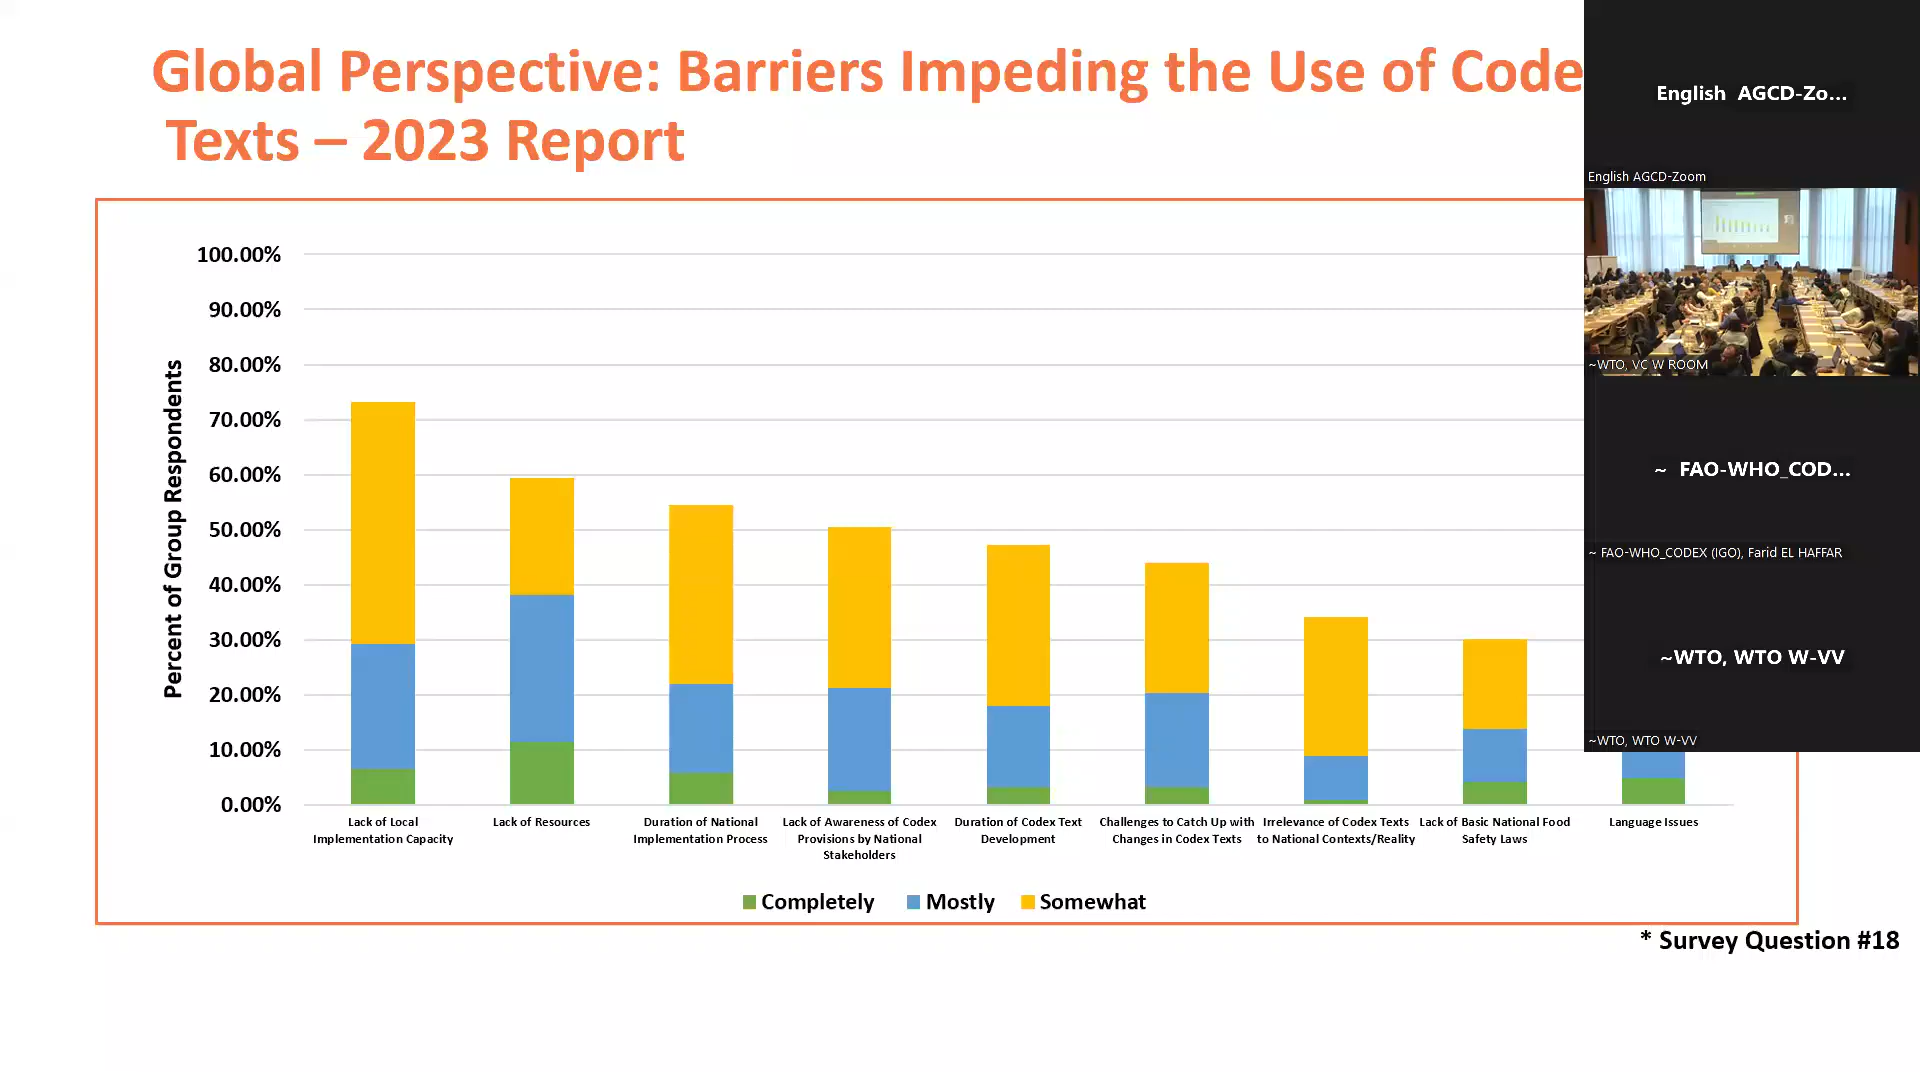 Global Perspective: Barriers Impeding the Use of Code
Texts – 2023 Report
English AGCD-Zo...
English AGCD-Zoom
~WTO, VC W ROOM
~ FAO-WHO_COD...
~ FAO-WHO_CODEX (IGO), Farid EL HAFFAR
~WTO, WTO W-VV
~WTO, WTO W-VV
Percent of Group Respondents
100.00%
90.00%
80.00%
70.00%
60.00%
50.00%
40.00%
30.00%
20.00%
10.00%
0.00%
Lack of Local
Implementation Capacity
Lack of Resources
Duration of National
Implementation Process
Lack of Awareness of Codex
Provisions by National
Stakeholders
Duration of Codex Text
Development
Challenges to Catch Up with
Changes in Codex Texts
Irrelevance of Codex Texts
to National Contexts/Reality
Lack of Basic National Food
Safety Laws
Language Issues
Completely
Mostly
Somewhat
* Survey Question #18